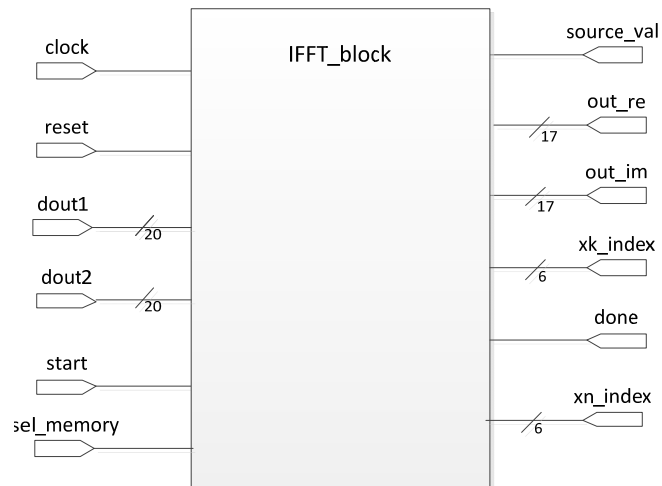 IFFT_block
clock
source_val
reset
out_re
17
dout1
20
out_im
17
dout2
20
xk_index
6
start
done
sel_memory
xn_index
6